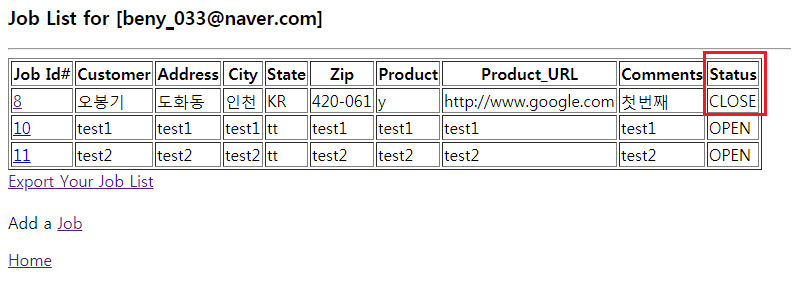 Job List for [beny_033@naver.com]
Job Id# Customer Address City State Zip Product Product_URL Comments Status
8 오봉기 도화동 인천 KR 420-061 y http://www.google.com 첫번째 CLOSE
10 test1 test1 test1 tt test1 test1 test1 test1 OPEN
11 test2 test2 test2 tt test2 test2 test2 test2 OPEN
Export Your Job List
Add a Job
Home